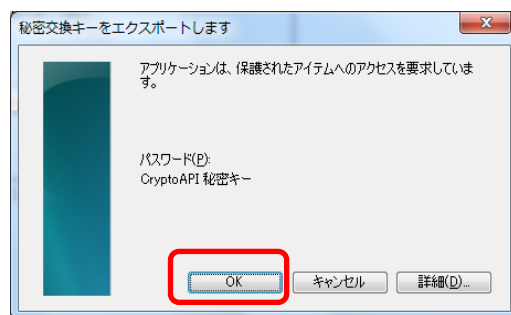 秘密交換キーをエクスポートします
アプリケーションは、保護されたアイテムへのアクセスを要求していま
す。
パスワード(P):
CryptoAPI 秘密キー
OK
キャンセル
詳細(D)...